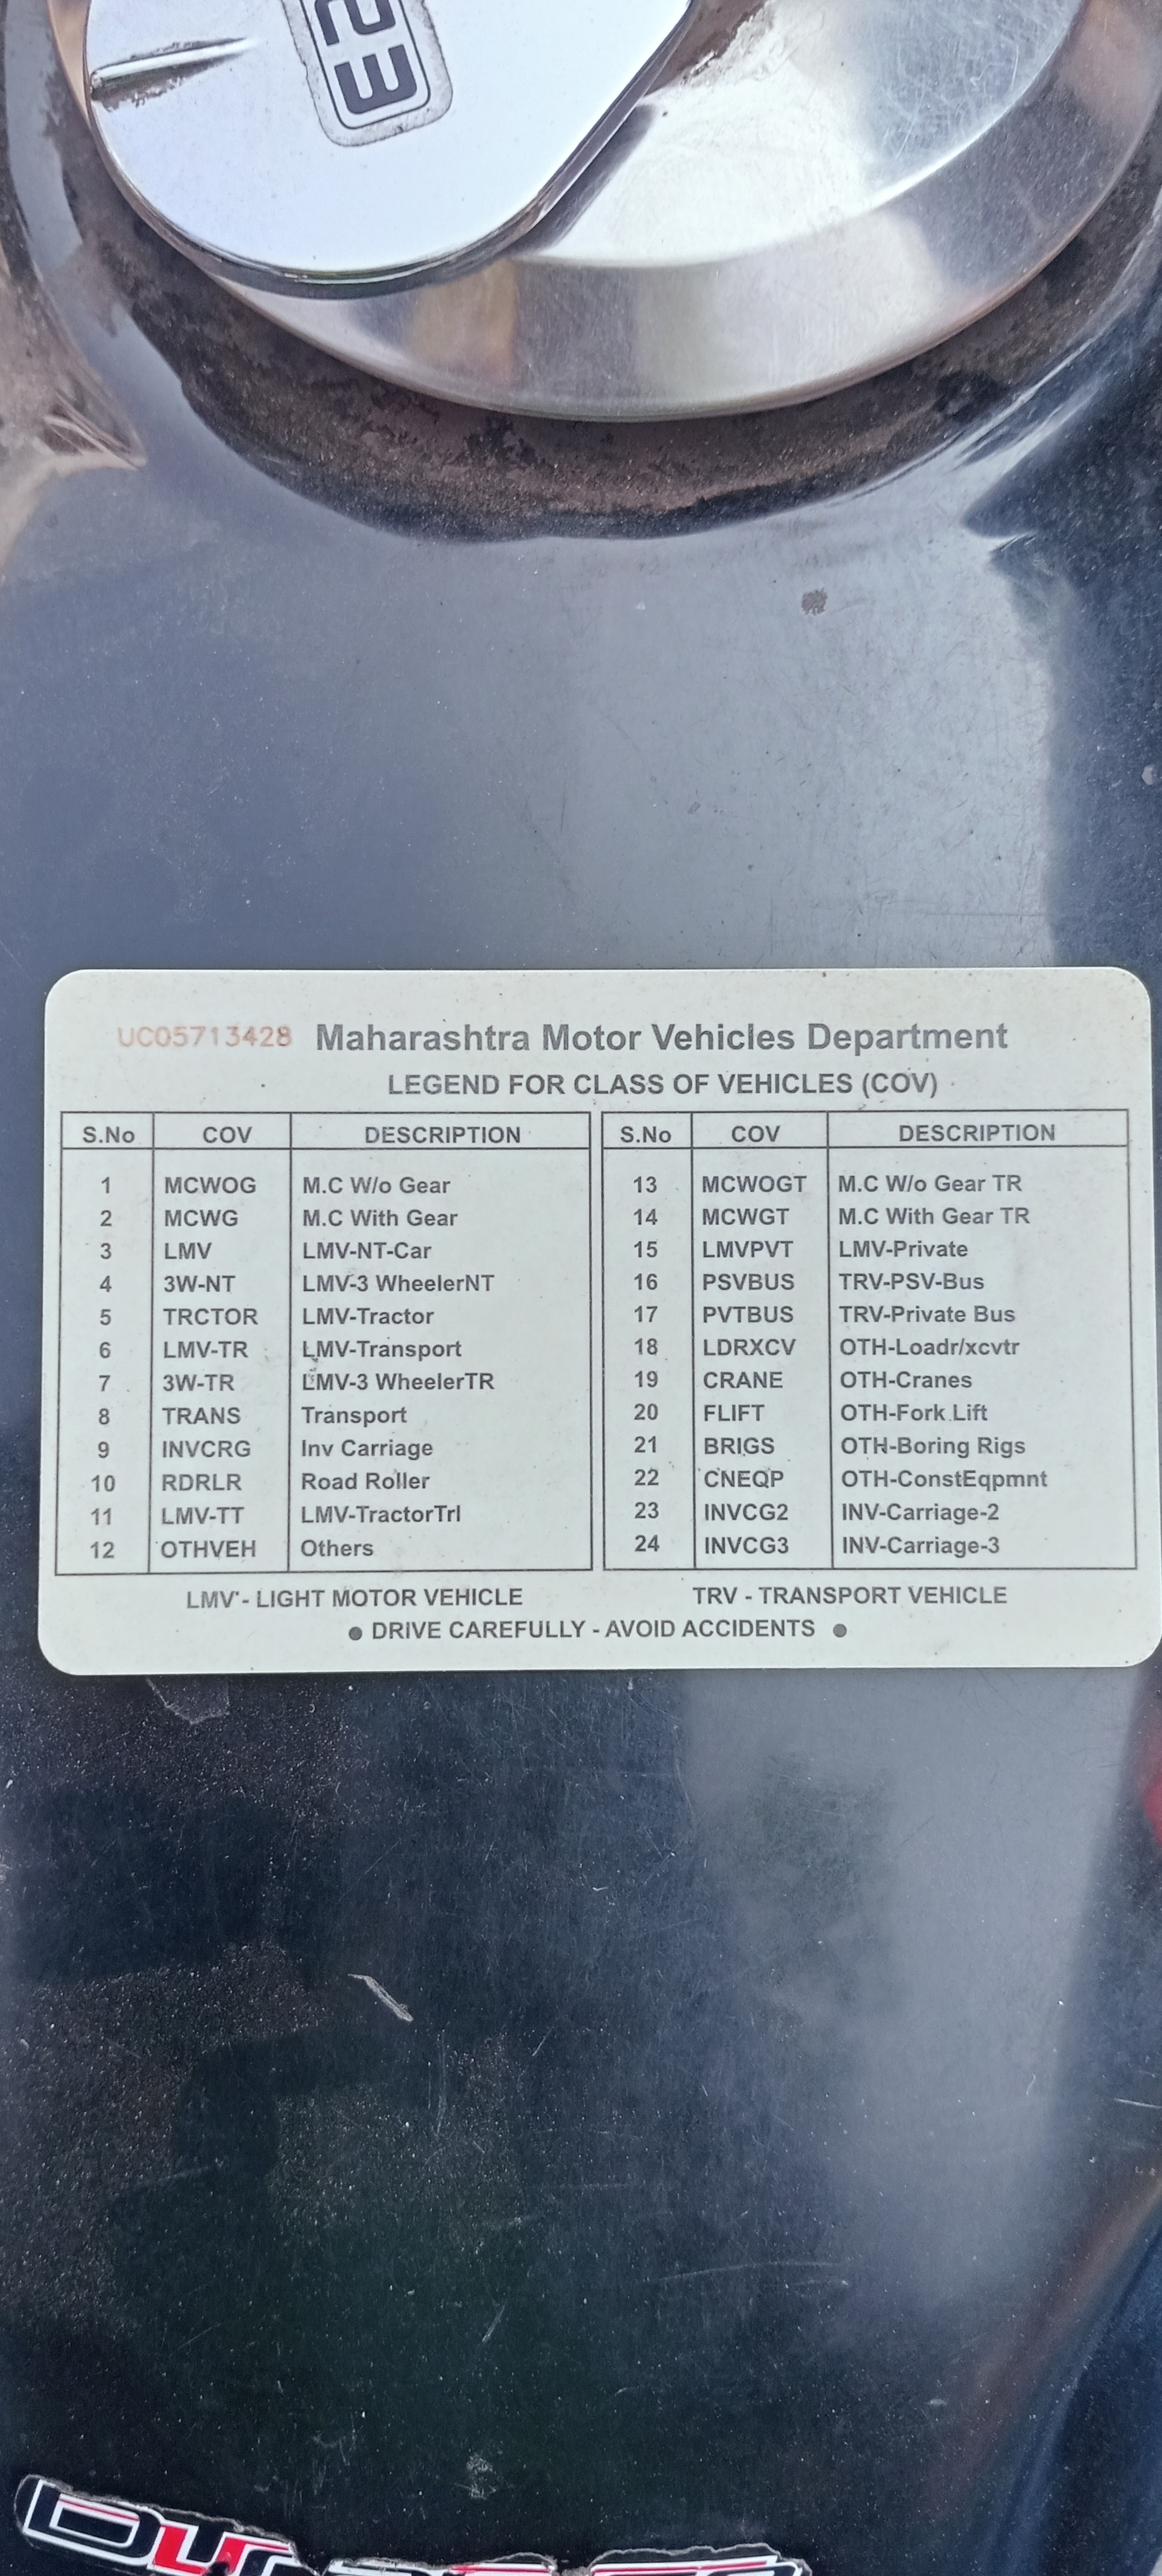 23
UC05713428 Maharashtra Motor Vehicles Department
LEGEND FOR CLASS OF VEHICLES (COV)
S.No COV DESCRIPTION S.No COV DESCRIPTION
1 MCWOG M.C W/o Gear 13 MCWOGT M.C W/o Gear TR
2 MCWG M.C With Gear 14 MCWGT M.C With Gear TR
3 LMV LMV-NT-Car 15 LMVPVT LMV-Private
4 3W-NT LMV-3 WheelerNT 16 PSVBUS TRV-PSV-Bus
5 TRCTOR LMV-Tractor 17 PVTBUS TRV-Private Bus
6 LMV-TR LMV-Transport 18 LDRXCV OTH-Loadr/xcvtr
7 3W-TR LMV-3 WheelerTR 19 CRANE OTH-Cranes
8 TRANS Transport 20 FLIFT OTH-Fork Lift
9 INVCRG Inv Carriage 21 BRIGS OTH-Boring Rigs
10 RDRLR Road Roller 22 CNEQP OTH-ConstEqpmnt
11 LMV-TT LMV-TractorTrl 23 INVCG2 INV-Carriage-2
12 OTHVEH Others 24 INVCG3 INV-Carriage-3
LMV - LIGHT MOTOR VEHICLE TRV - TRANSPORT VEHICLE
● DRIVE CAREFULLY - AVOID ACCIDENTS ●